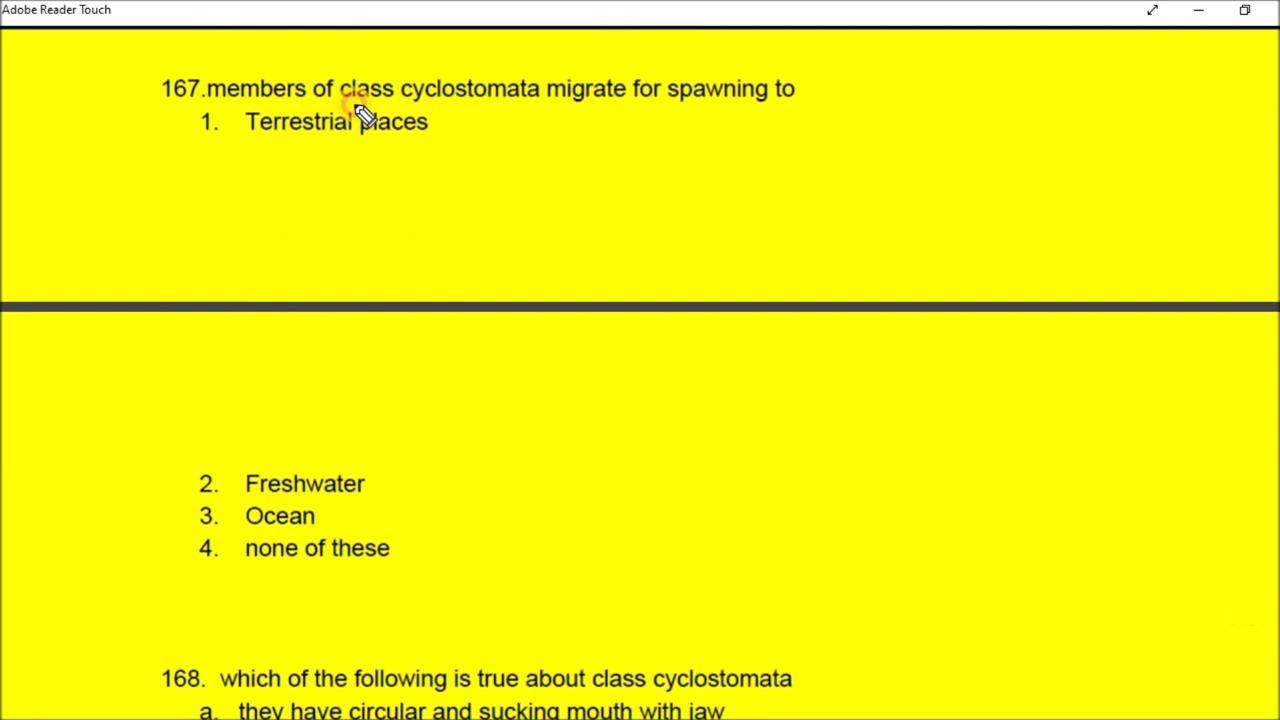 Adobe Reader Touch
167.members of class cyclostomata migrate for spawning to
1. Terrestrial places
2. Freshwater
3. Ocean
4. none of these
168. which of the following is true about class cyclostomata
a. they have circular and sucking mouth with jaw